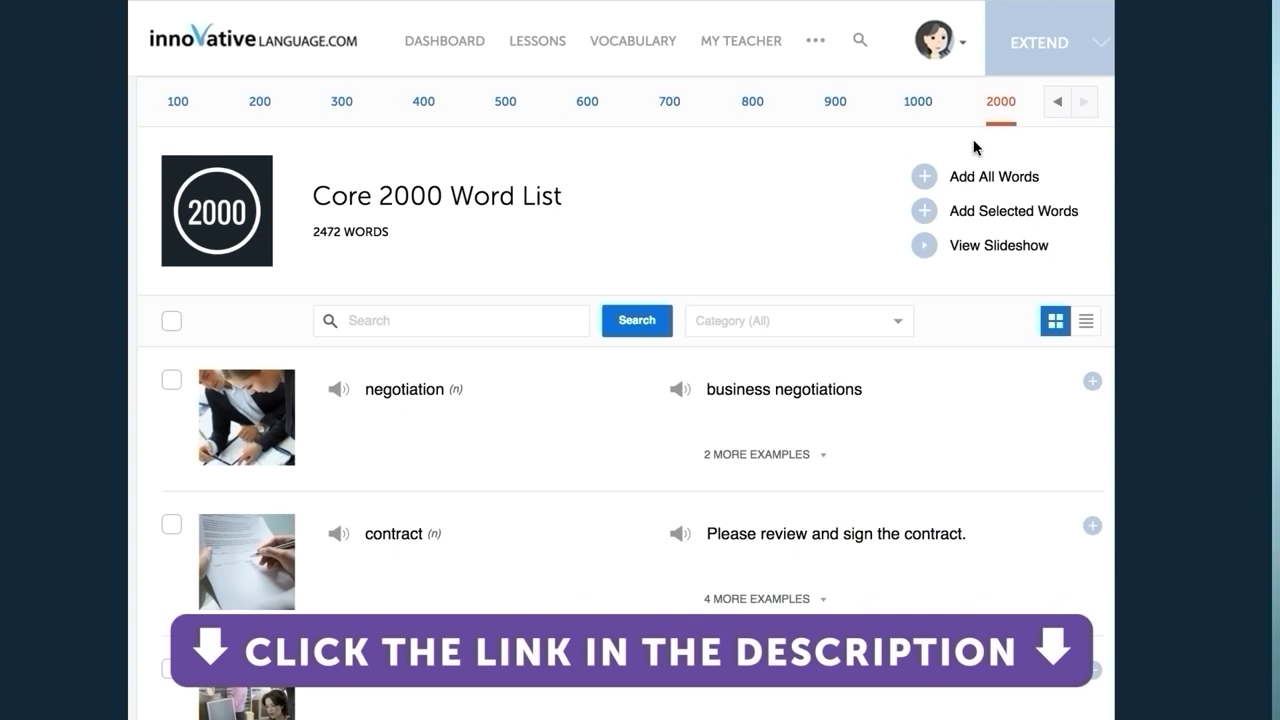 innoVative LANGUAGE.COM
DASHBOARD LESSONS VOCABULARY MY TEACHER ••• EXTEND
100 200 300 400 500 600 700 800 900 1000 2000
2000
Core 2000 Word List
2472 WORDS
Add All Words
Add Selected Words
View Slideshow
Search Search Category (All)
negotiation (n) business negotiations
2 MORE EXAMPLES
contract (n) Please review and sign the contract.
4 MORE EXAMPLES
CLICK THE LINK IN THE DESCRIPTION